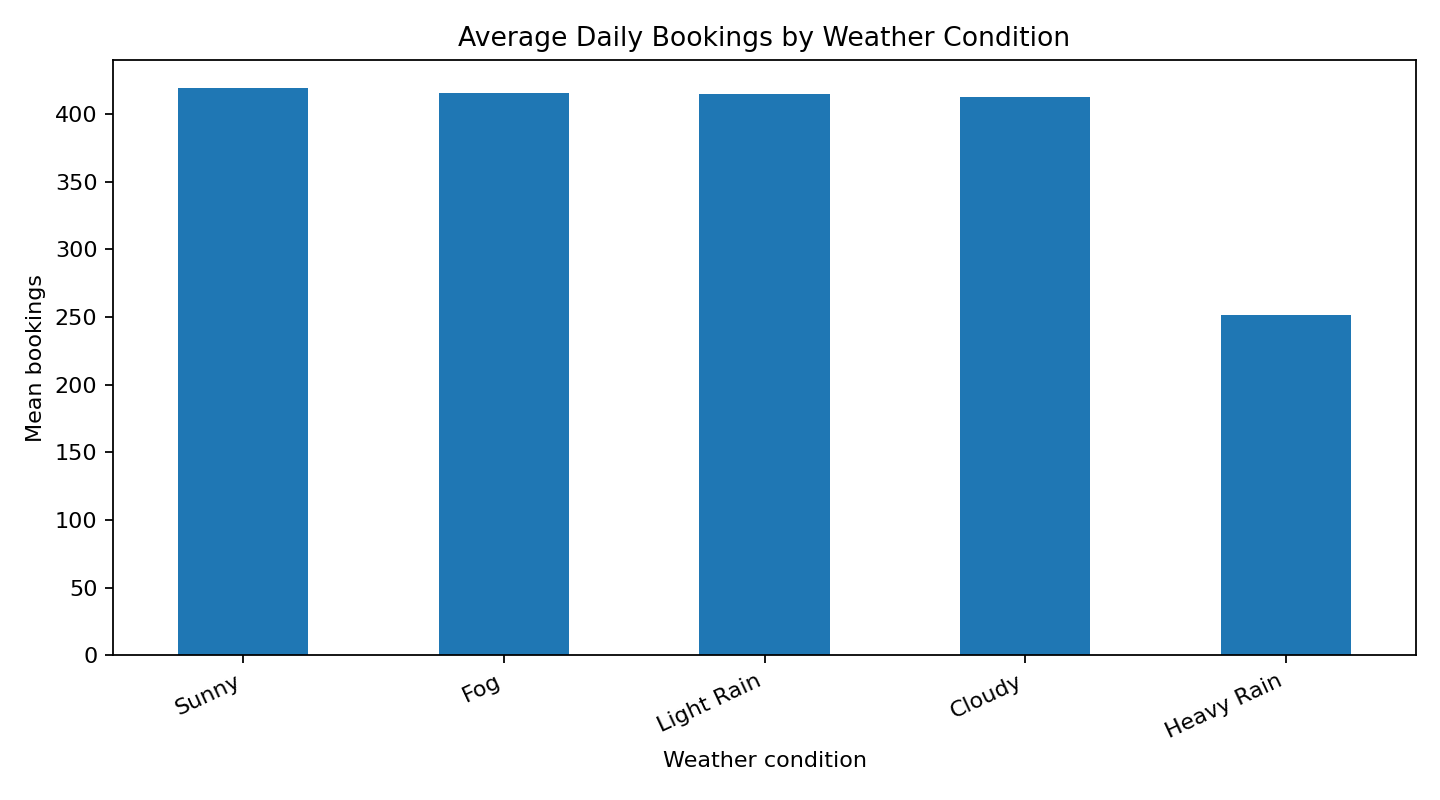 Average Daily Bookings by Weather Condition
Mean bookings
400
350
300
250
200
150
100
50
0
Sunny
Fog
Light Rain
Cloudy
Heavy Rain
Weather condition